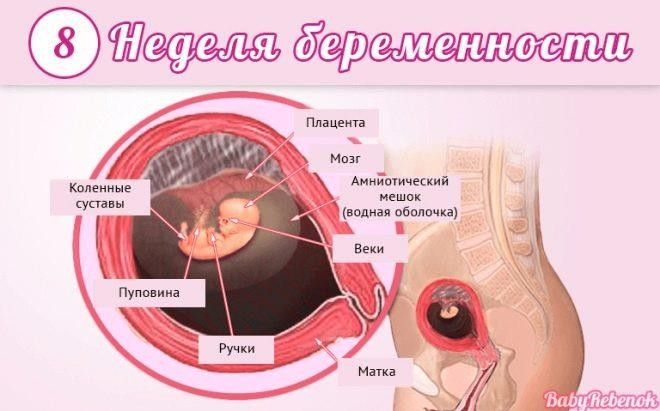 8 Неделя беременности
Плацента
Мозг
Амниотический
мешок
(водная оболочка)
Коленные
суставы
Веки
Пуповина
Ручки
Матка
BabyRebenok